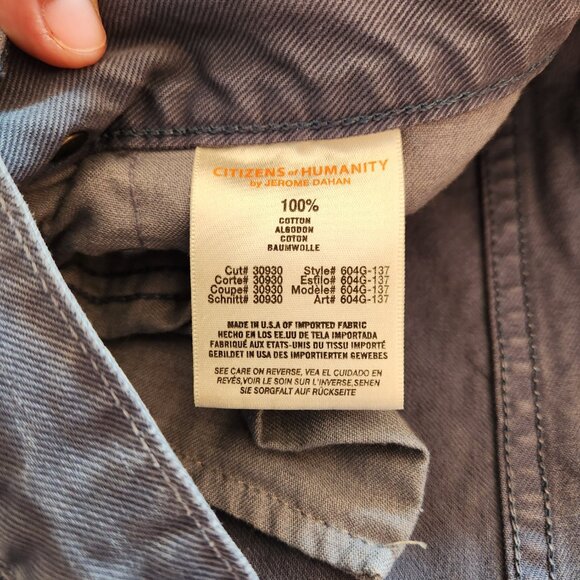 CITIZENS of HUMANITY
by JEROME DAHAN
100%
COTTON
ALGODON
COTON
BAUMWOLLE
Cut# 30930 Style# 604G-137
Corte# 30930 Estilo# 604G-137
Coupe# 30930 Modèle# 604G-137
Schnitt# 30930 Art# 604G-137
MADE IN U.S.A OF IMPORTED FABRIC
HECHO EN LOS EE.UU DE TELA IMPORTADA
FABRIQUÉ AUX ETATS-UNIS DU TISSU IMPORTÉ
GEBILDET IN USA DES IMPORTIERTEN GEWEBES
SEE CARE ON REVERSE, VEA EL CUIDADO EN
REVÉS,VOIR LE SOIN SUR L'INVERSE,SEHEN
SIE SORGFALT AUF RÜCKSEITE